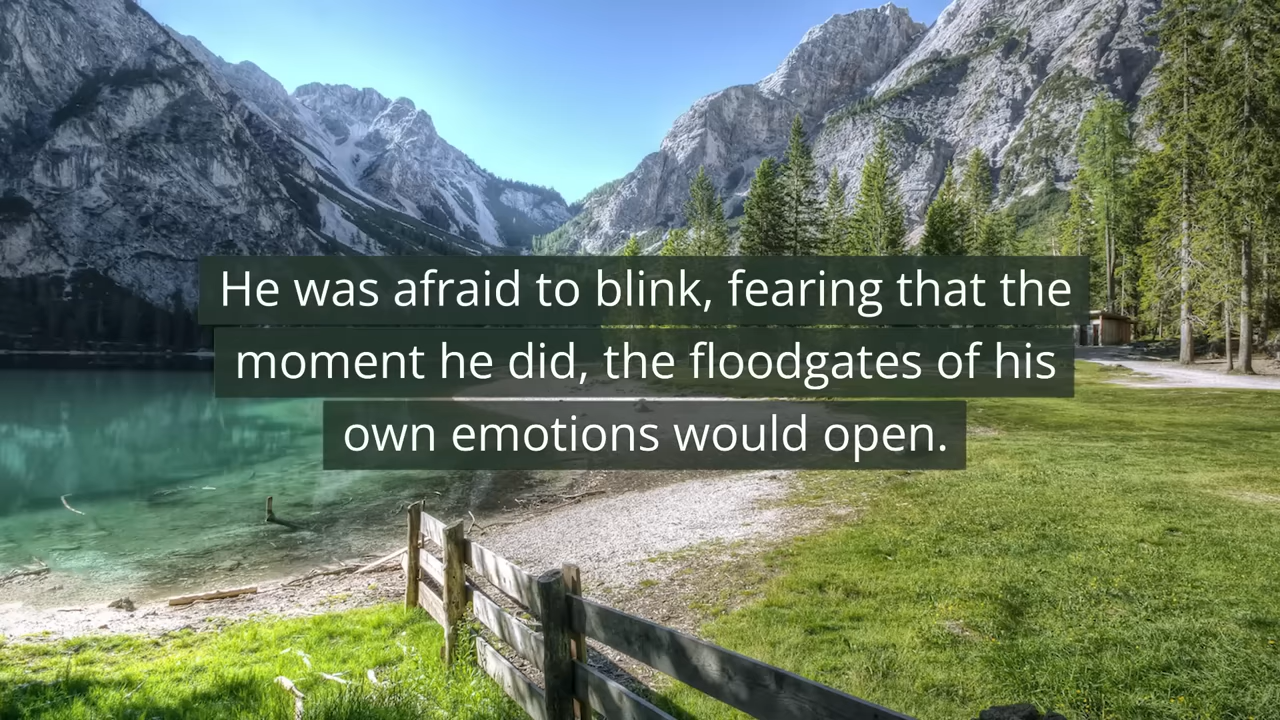 He was afraid to blink, fearing that the
moment he did, the floodgates of his
own emotions would open.